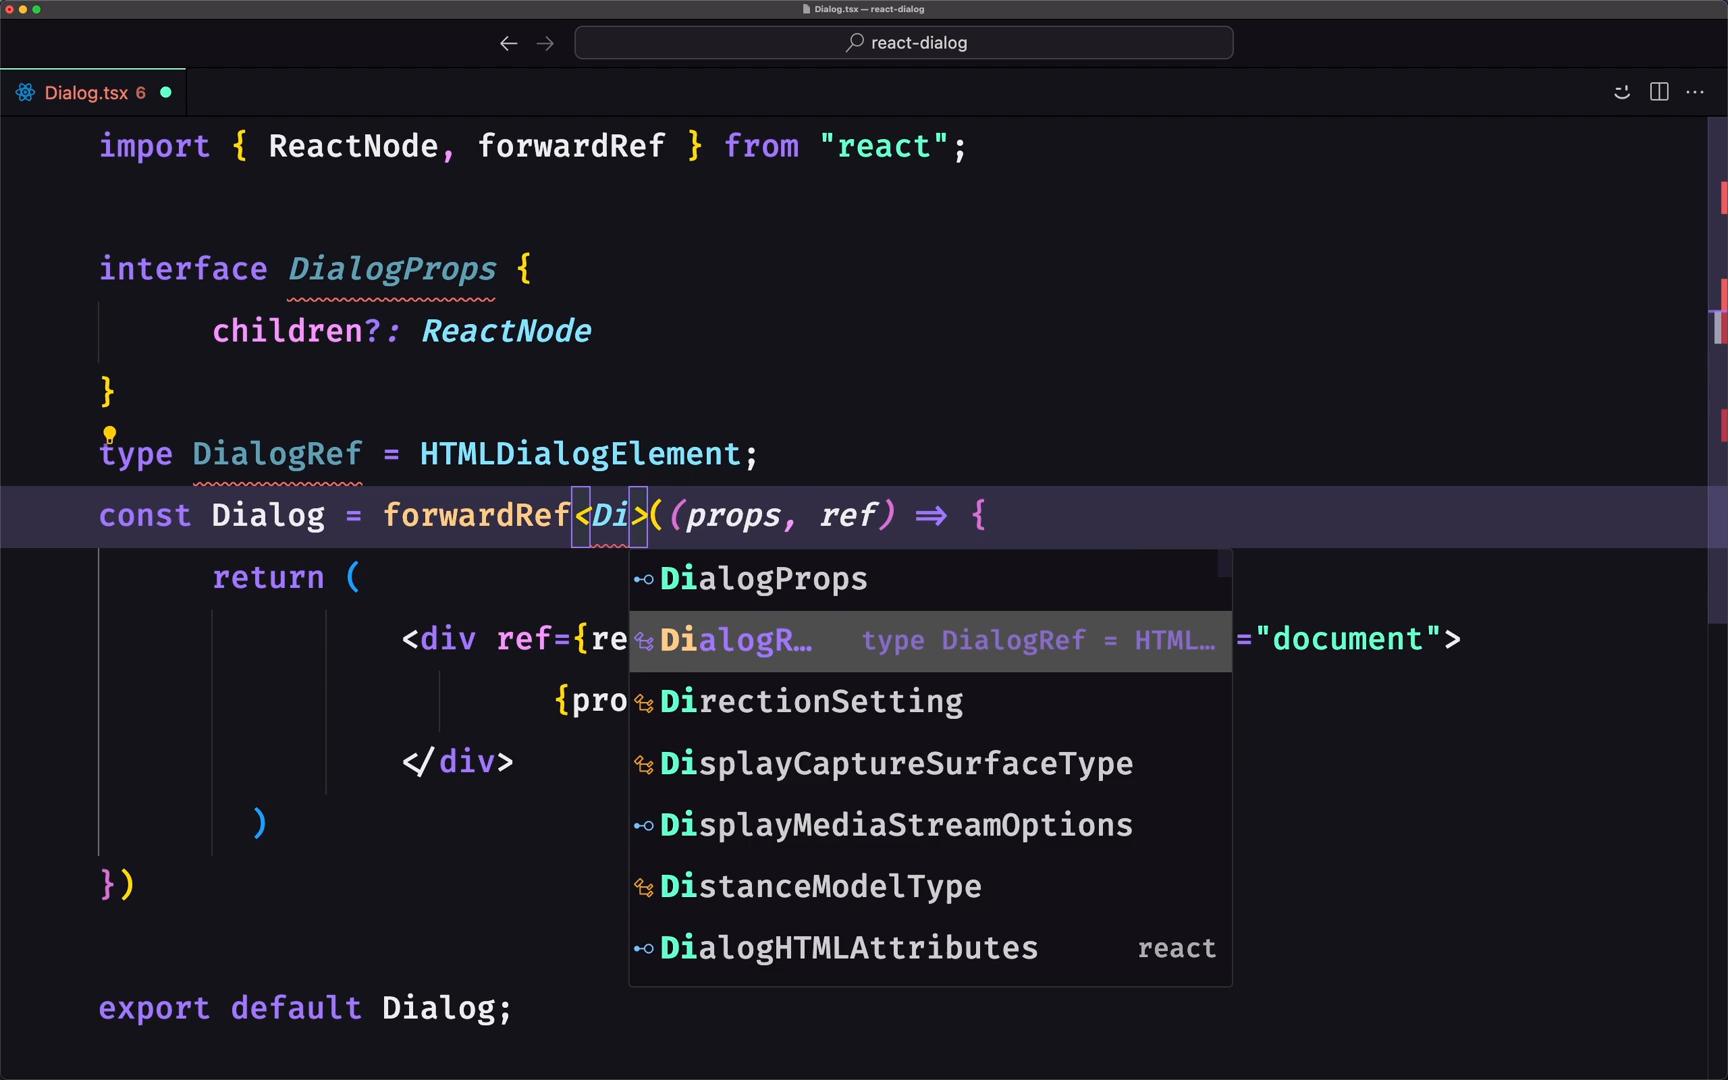 Dialog.tsx — react-dialog
react-dialog
Dialog.tsx 6
import { ReactNode, forwardRef } from "react";
interface DialogProps {
children?: ReactNode
}
type DialogRef = HTMLDialogElement;
const Dialog = forwardRef<Di>((props, ref) => {
return (
<div ref={re
="document">
{pro
</div>
)
})
export default Dialog;
DialogProps
DialogR… type DialogRef = HTML…
DirectionSetting
DisplayCaptureSurfaceType
DisplayMediaStreamOptions
DistanceModelType
DialogHTMLAttributes react